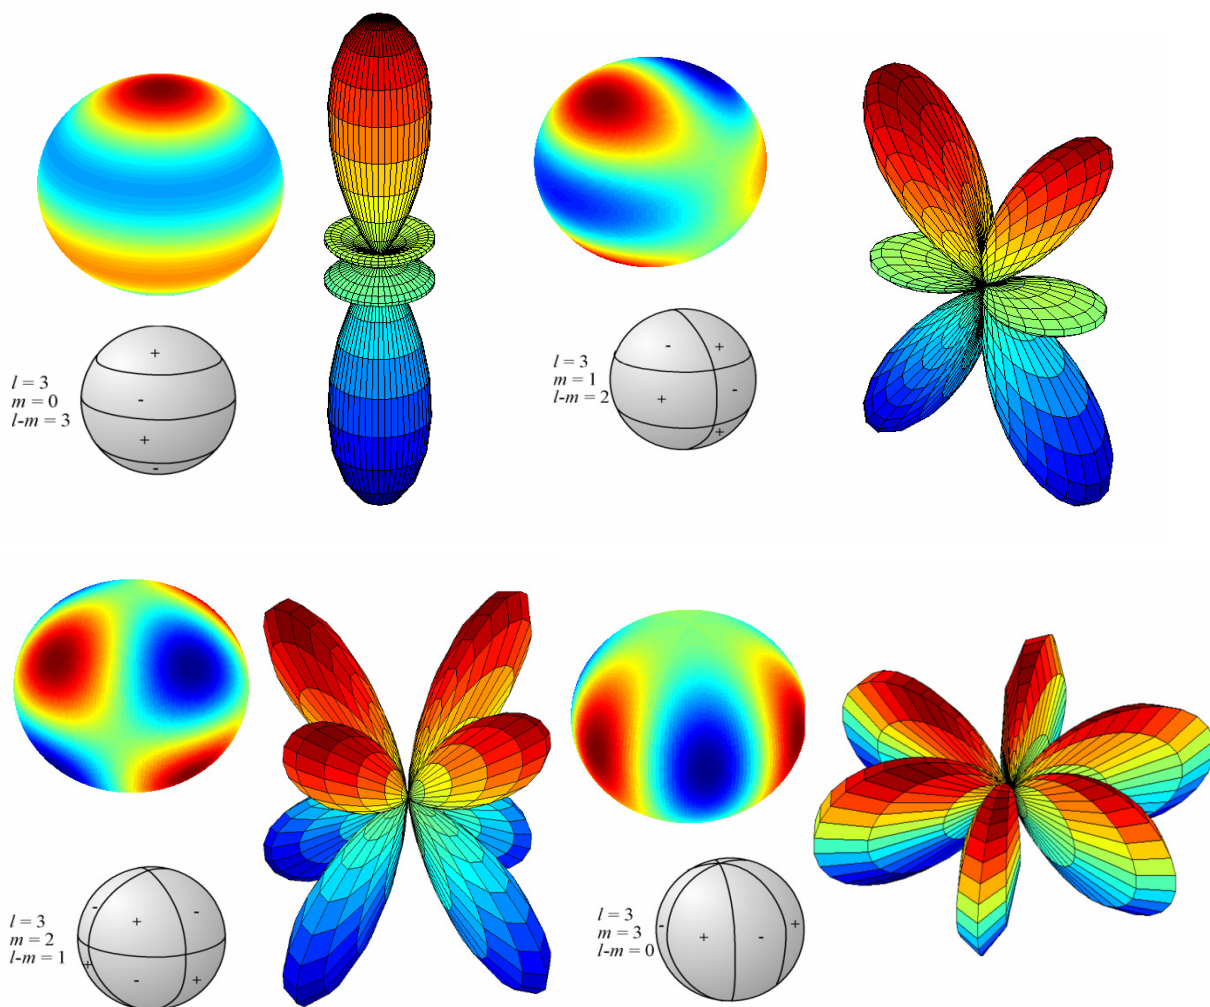 +
l = 3
m = 0
l-m = 3
-
+
-
l = 3
m = 1
l-m = 2
-
+
+
-
+
l = 3
m = 2
l-m = 1
-
+
-
+
-
+
l = 3
m = 3
l-m = 0
-
+
-
+